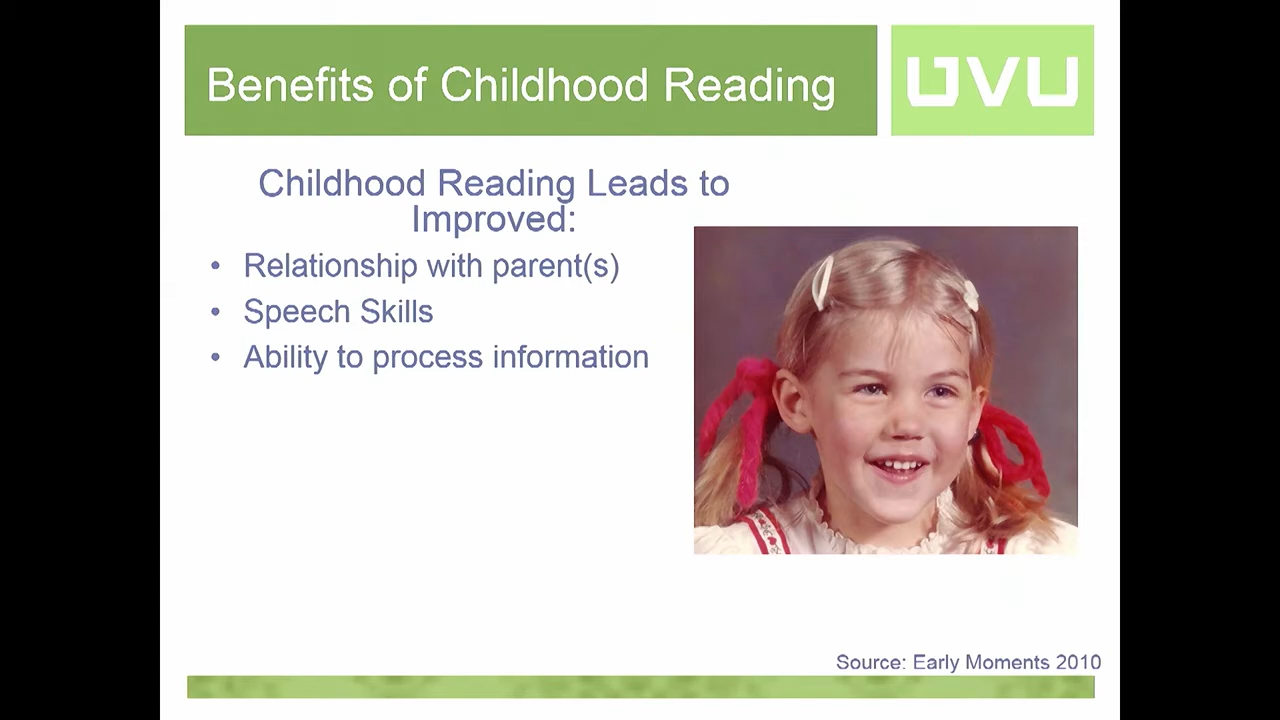 Benefits of Childhood Reading
UVU
Childhood Reading Leads to
Improved:
• Relationship with parent(s)
• Speech Skills
• Ability to process information
Source: Early Moments 2010